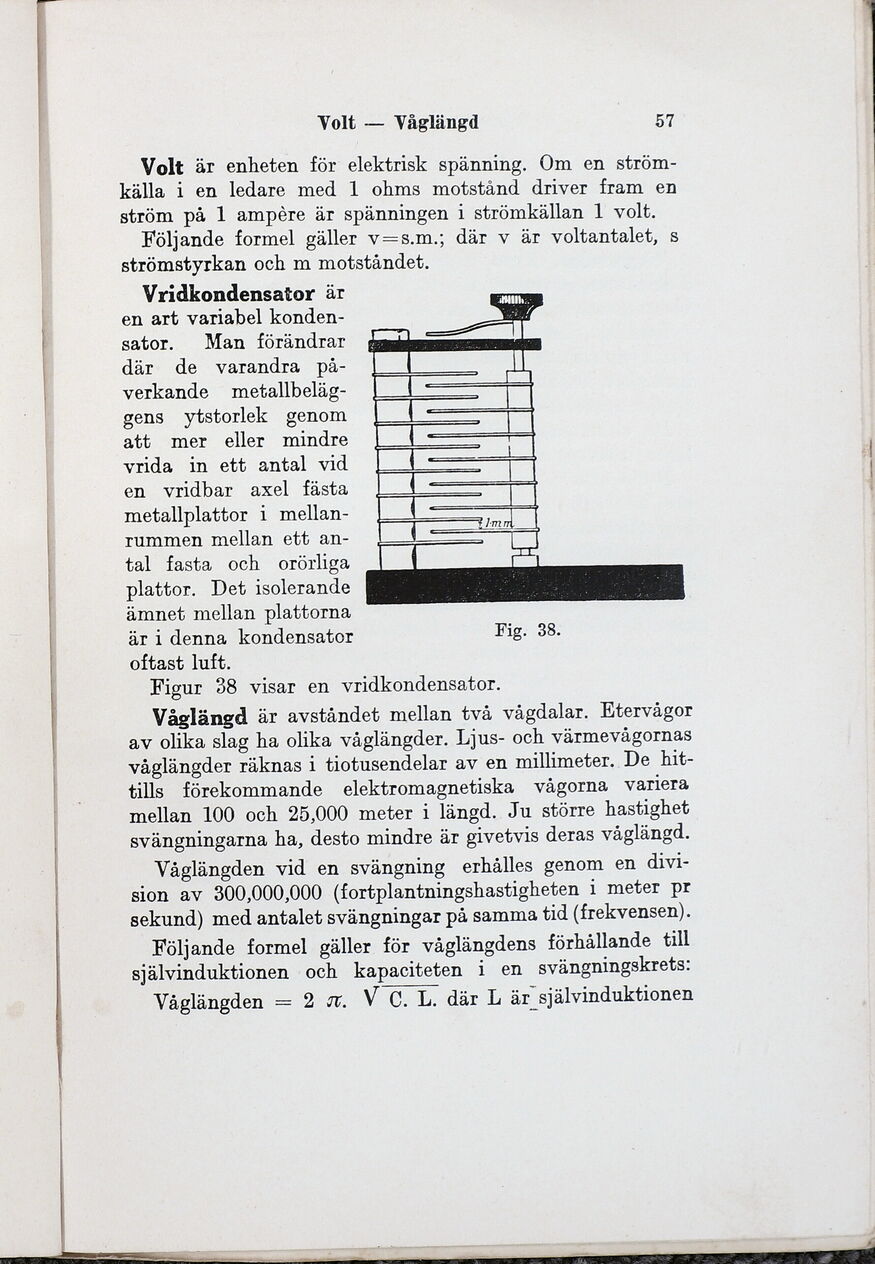 Volt — Våglängd 57
Volt är enheten för elektrisk spänning. Om en ström-
källa i en ledare med 1 ohms motstånd driver fram en
ström på 1 ampère är spänningen i strömkällan 1 volt.
Följande formel gäller v=s.m.; där v är voltantalet, s
strömstyrkan och m motståndet.
Vridkondensator är
en art variabel konden-
sator. Man förändrar
där de varandra på-
verkande metallbeläg-
gens ytstorlek genom
att mer eller mindre
vrida in ett antal vid
en vridbar axel fästa
metallplattor i mellan-
rummen mellan ett an-
tal fasta och orörliga
plattor. Det isolerande
ämnet mellan plattorna
är i denna kondensator
oftast luft.
1 mm
Fig. 38.
Figur 38 visar en vridkondensator.
Våglängd är avståndet mellan två vågdalar. Etervågor
av olika slag ha olika våglängder. Ljus- och värmevågornas
våglängder räknas i tiotusendelar av en millimeter. De hit-
tills förekommande elektromagnetiska vågorna variera
mellan 100 och 25,000 meter i längd. Ju större hastighet
svängningarna ha, desto mindre är givetvis deras våglängd.
Våglängden vid en svängning erhålles genom en divi-
sion av 300,000,000 (fortplantningshastigheten i meter pr
sekund) med antalet svängningar på samma tid (frekvensen).
Följande formel gäller för våglängdens förhållande till
självinduktionen och kapaciteten i en svängningskrets:
Våglängden = 2 π. √C. L. där L är självinduktionen